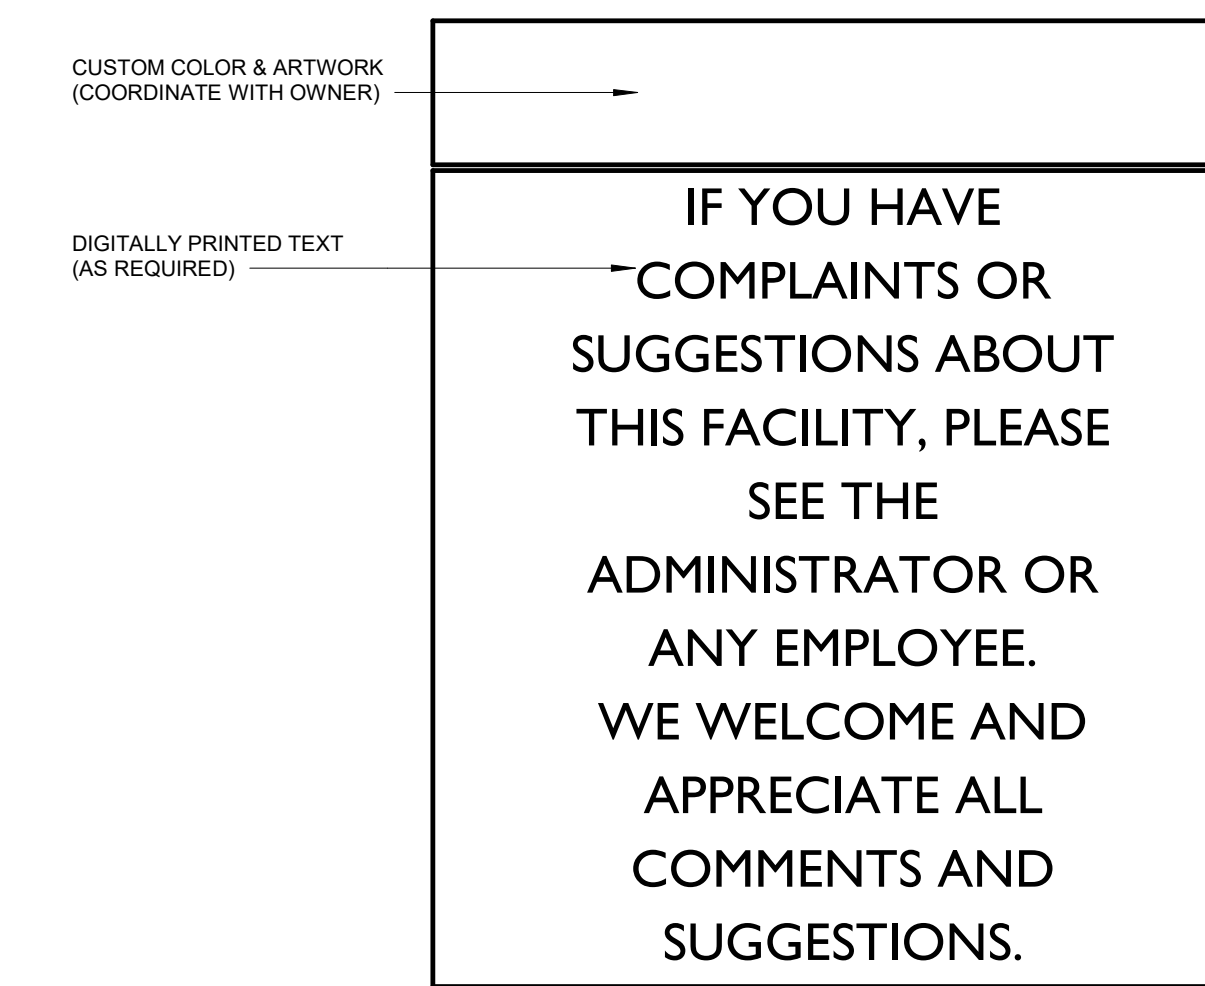 CUSTOM COLOR & ARTWORK
(COORDINATE WITH OWNER)
DIGITALLY PRINTED TEXT
(AS REQUIRED)
IF YOU HAVE
COMPLAINTS OR
SUGGESTIONS ABOUT
THIS FACILITY, PLEASE
SEE THE
ADMINISTRATOR OR
ANY EMPLOYEE.
WE WELCOME AND
APPRECIATE ALL
COMMENTS AND
SUGGESTIONS.